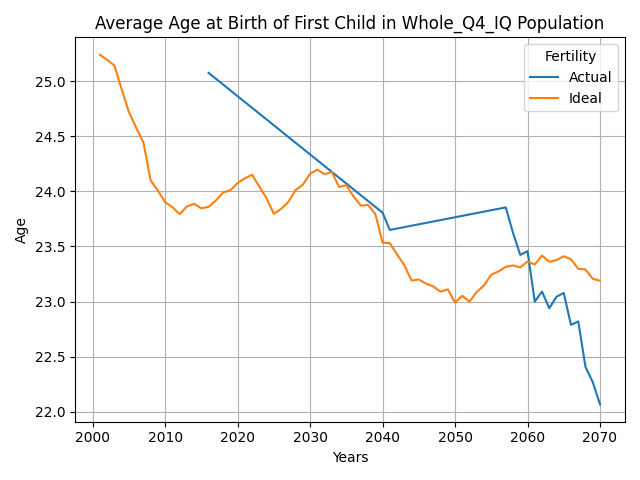 Average Age at Birth of First Child in Whole_Q4_IQ Population
Fertility
Actual
Ideal
25.0
24.5
24.0
23.5
23.0
22.5
22.0
Age
2000 2010 2020 2030 2040 2050 2060 2070
Years